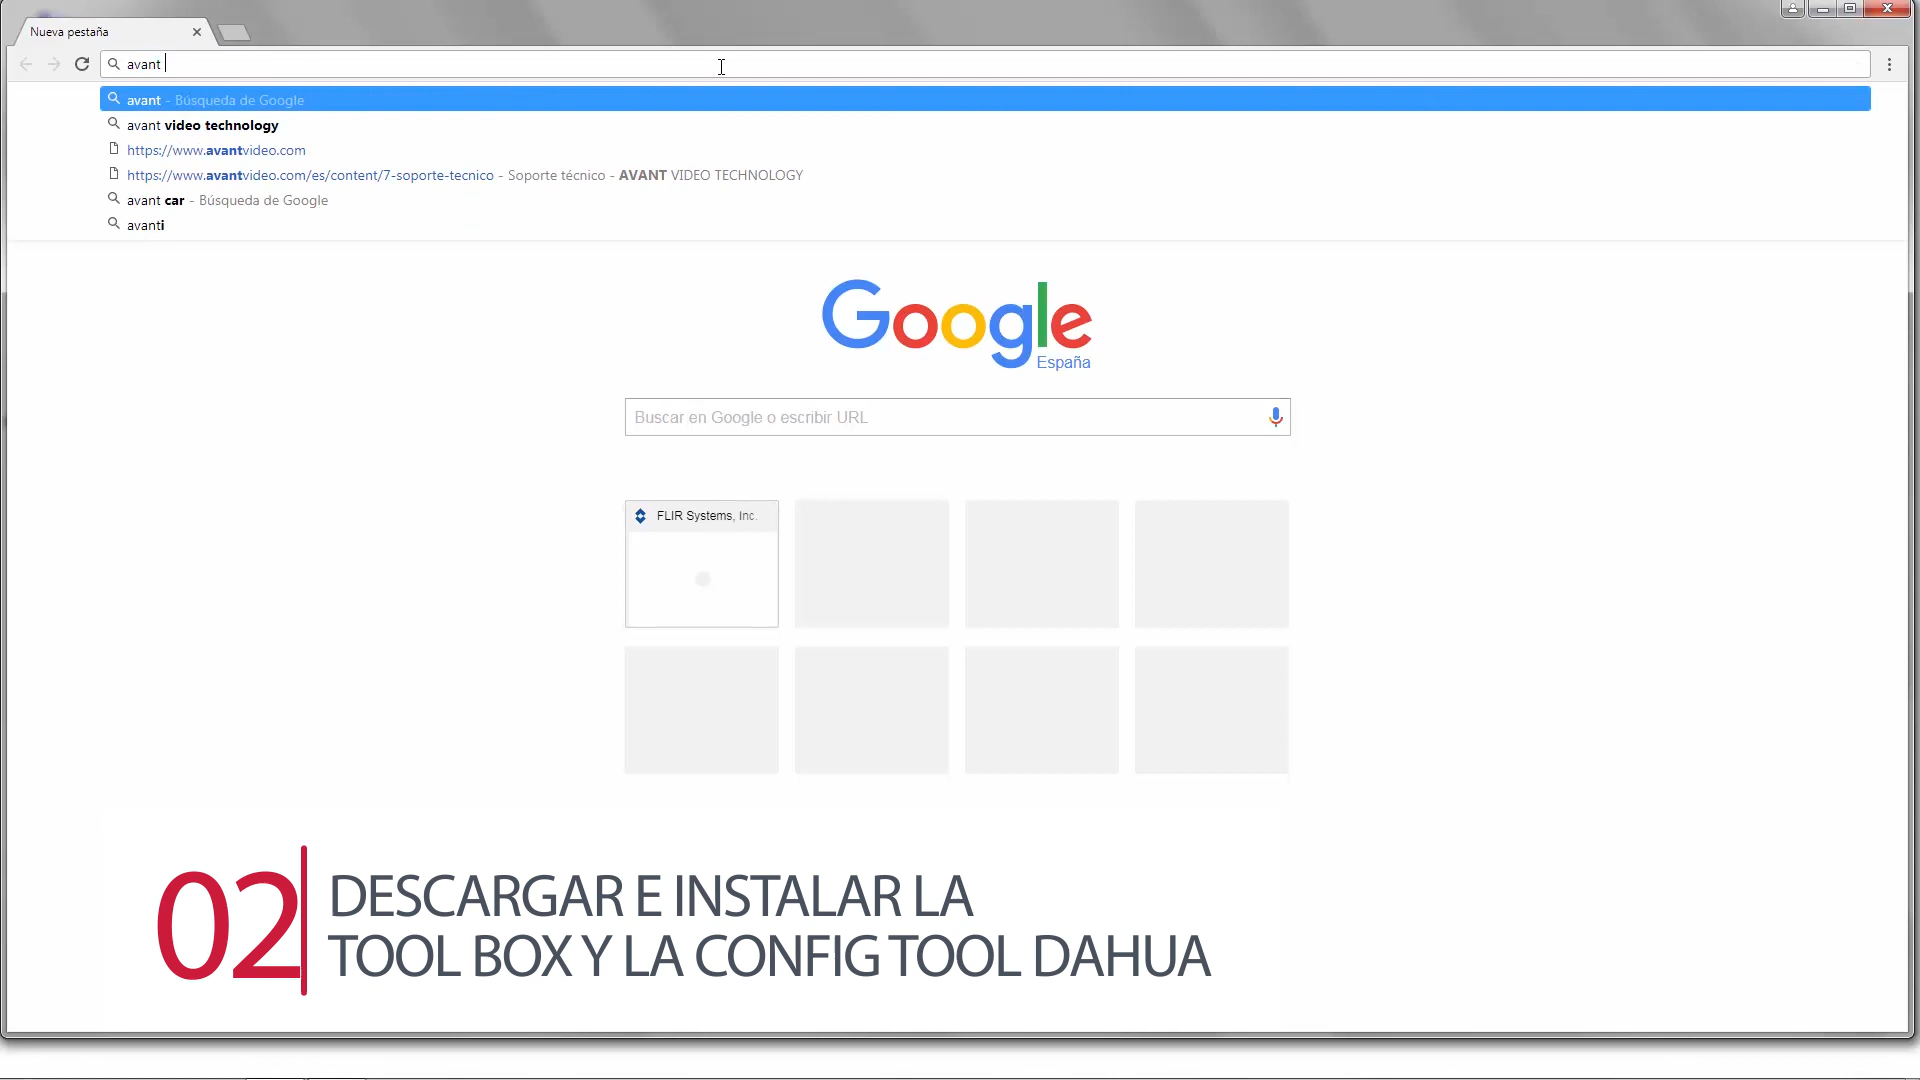 Nueva pestaña
avant
avant - Búsqueda de Google
avant video technology
https://www.avantvideo.com
https://www.avantvideo.com/es/content/7-soporte-tecnico - Soporte técnico - AVANT VIDEO TECHNOLOGY
avant car - Búsqueda de Google
avanti
Google
España
Buscar en Google o escribir URL
FLIR Systems, Inc.
02
DESCARGAR E INSTALAR LA
TOOL BOX Y LA CONFIG TOOL DAHUA